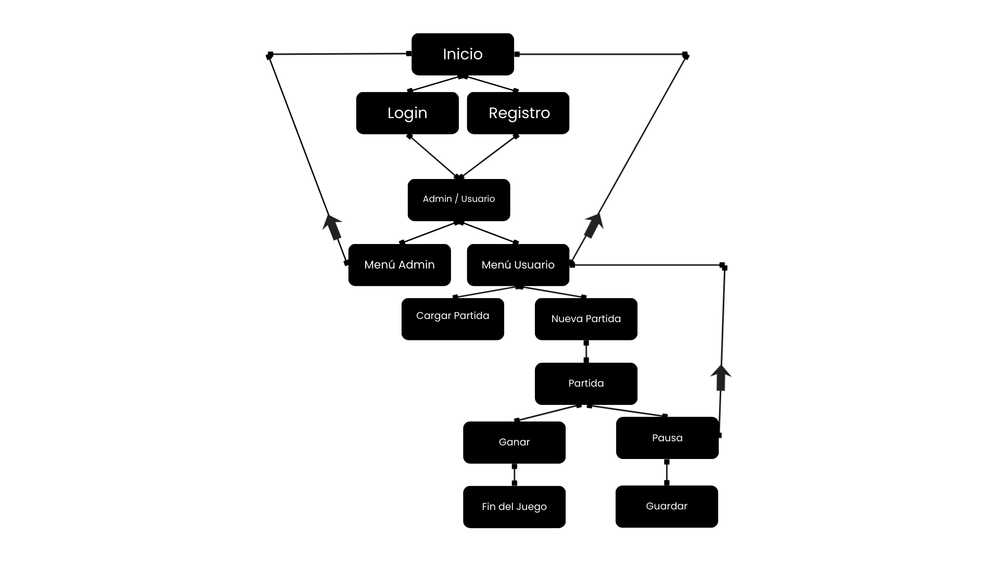 Inicio
Login
Registro
Admin / Usuario
Menú Admin
Menú Usuario
Cargar Partida
Nueva Partida
Partida
Ganar
Pausa
Fin del Juego
Guardar